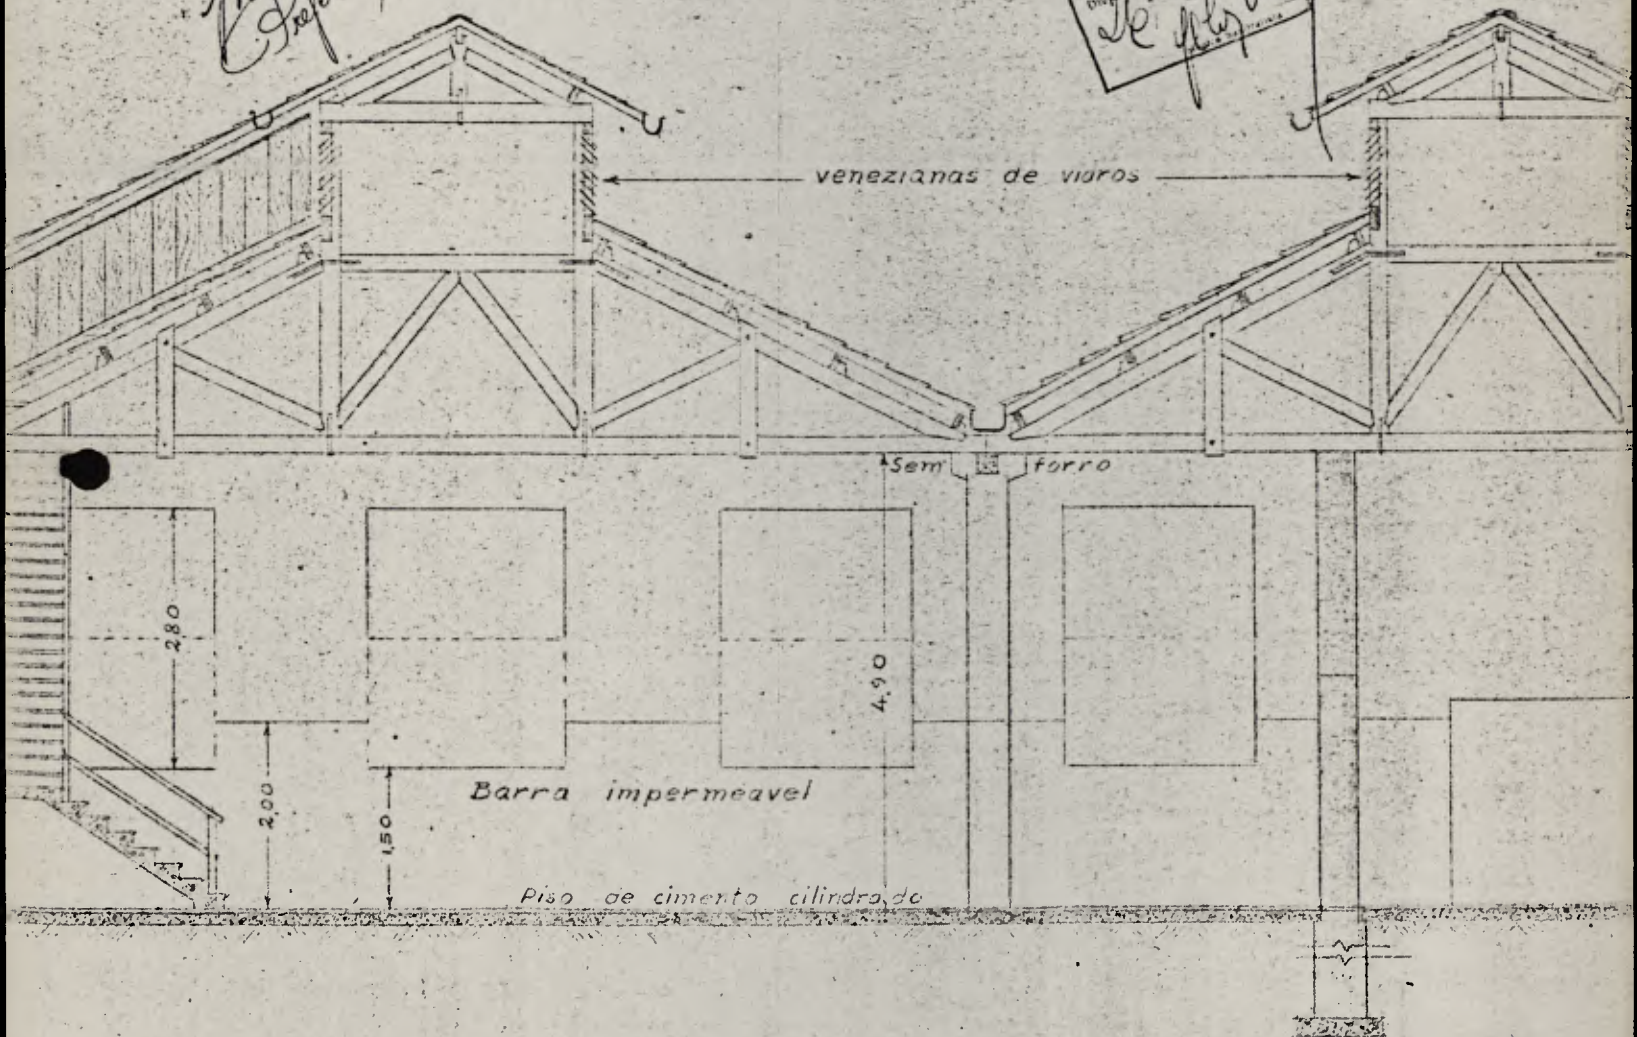 venezianas de vidros
Sem forro
2,80
4,90
2,00
1,50
Barra impermeavel
Piso de cimento cilindrado